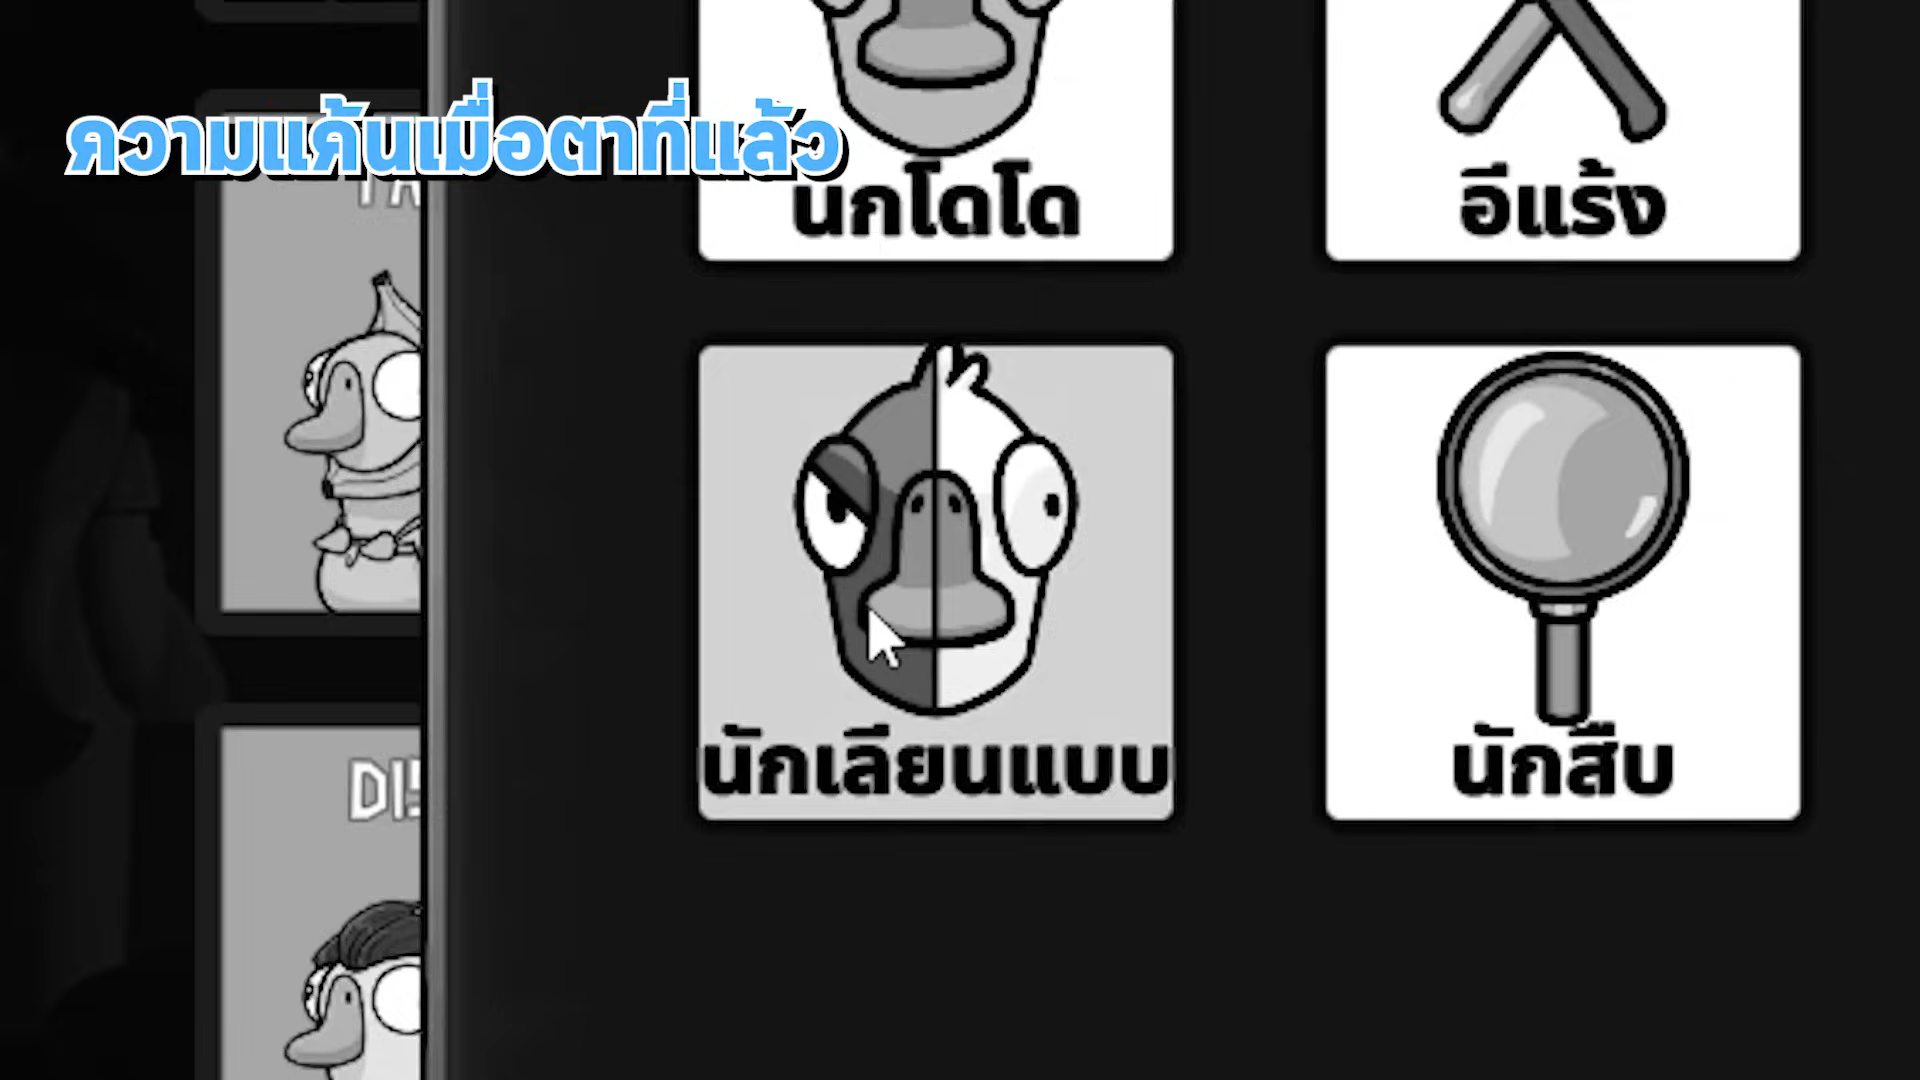 ความแค้นเมื่อตาที่แล้ว
นกโดโด
อีแร้ง
นักเลียนแบบ
นักสืบ